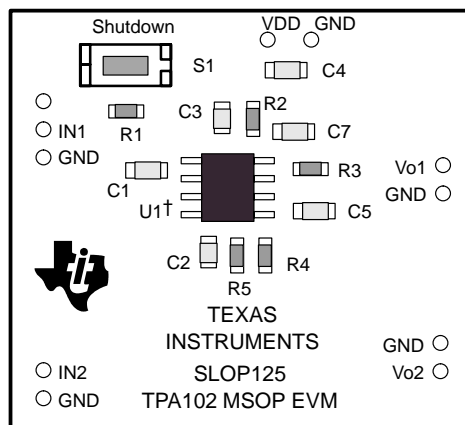 Shutdown
VDD
GND
S1
C4
C3
R2
IN1
R1
C7
GND
C1
R3
Vo1
U1†
GND
C5
C2
R4
R5
TEXAS
INSTRUMENTS
GND
IN2
SLOP125
Vo2
GND
TPA102 MSOP EVM